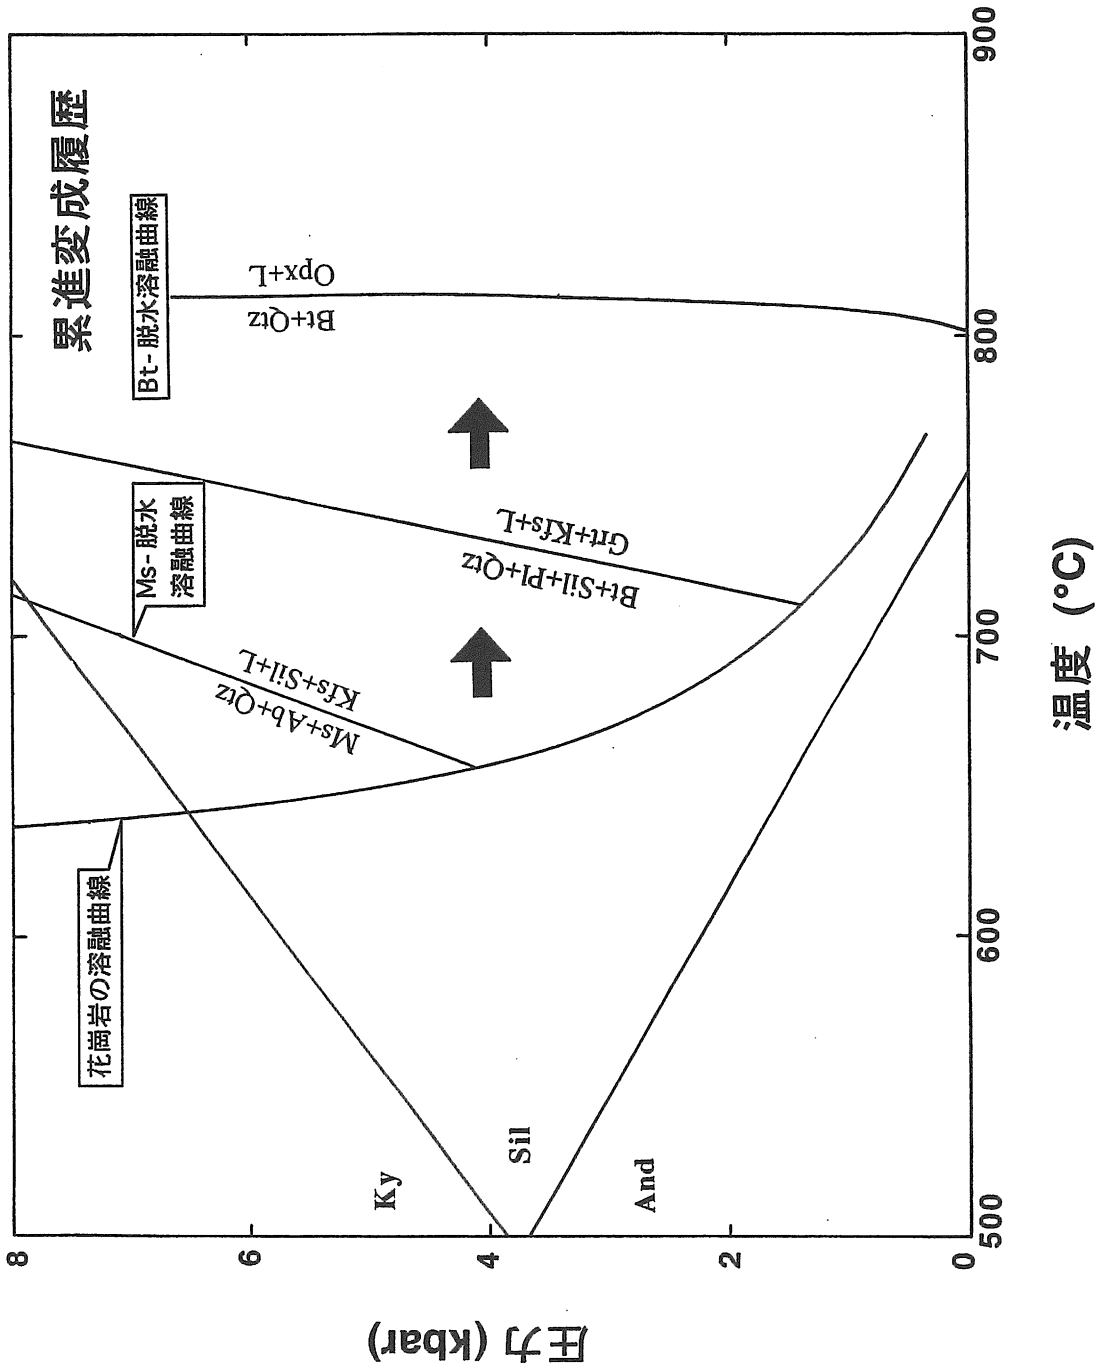 累進変成履歴
花崗岩の溶融曲線
Ms-脱水
溶融曲線
Bt-脱水溶融曲線
Ms+Ab+Qtz
Kfs+Sil+L
Bt+Sil+Pl+Qtz
Grt+Kfs+L
Bt+Qtz
Opx+L
Ky
Sil
And
圧力 (kbar)
8
6
4
2
0
500
600
700
800
900
温度 (°C)